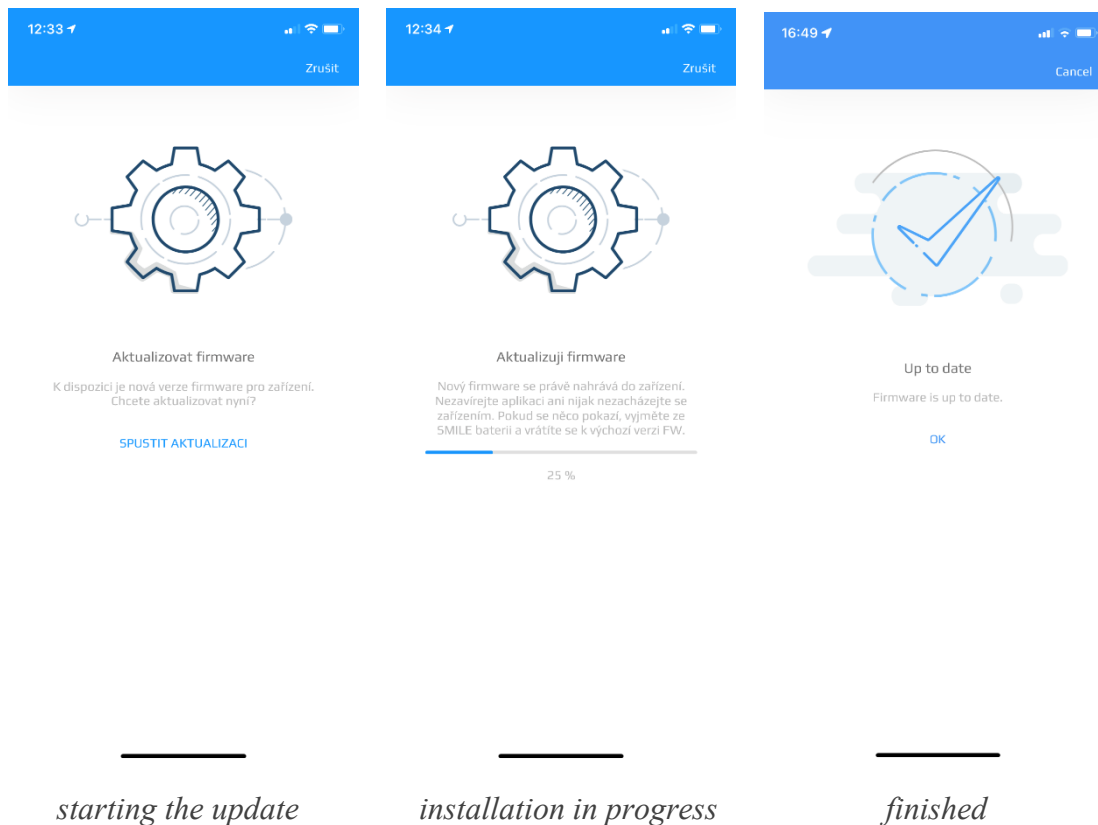 12:33
Zrušit
Aktualizovat firmware
K dispozici je nová verze firmware pro zařízení.
Chcete aktualizovat nyní?
SPUSTIT AKTUALIZACI
starting the update
12:34
Zrušit
Aktualizuji firmware
Nový firmware se právě nahrává do zařízení.
Nezavírejte aplikaci ani nijak nezacházejte se
zařízením. Pokud se něco pokazí, vyjměte ze
SMILE baterii a vrátíte se k výchozí verzi FW.
25 %
installation in progress
16:49
Cancel
Up to date
Firmware is up to date.
OK
finished